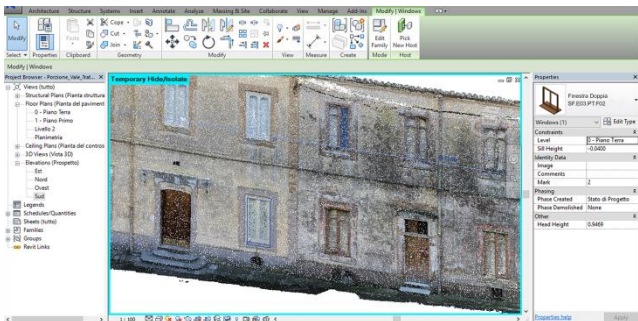 Architecture Structure Systems Insert Annotate Analyze Massing & Site Collaborate View Manage Add-Ins Modify | Windows
Modify
Cope
Cut
Join
Edit Family
Pick New Host
Select Properties Clipboard Geometry Modify View Measure Create Mode Host
Modify | Windows
Project Browser - Porzione_Vale_frat...
Views (tutto)
Structural Plans (Pianta struttura
Floor Plans (Pianta del paviment
0 - Piano Terra
1 - Piano Primo
Livello 2
Planimetria
Ceiling Plans (Pianta del contros
3D Views (Vista 3D)
Elevations (Prospetto)
Est
Nord
Ovest
Sud
Legends
Schedules/Quantities
Sheets (tutto)
Families
Groups
Revit Links
Temporary Hide/Isolate
1 : 100
Properties
Finestra Doppia
SF.E03.PT.F02
Windows (1) Edit Type
Constraints
Level 0 - Piano Terra
Sill Height -0.0400
Identity Data
Image
Comments
Mark 2
Phasing
Phase Created Stato di Progetto
Phase Demolished None
Other
Head Height 0.9469
Properties help Apply